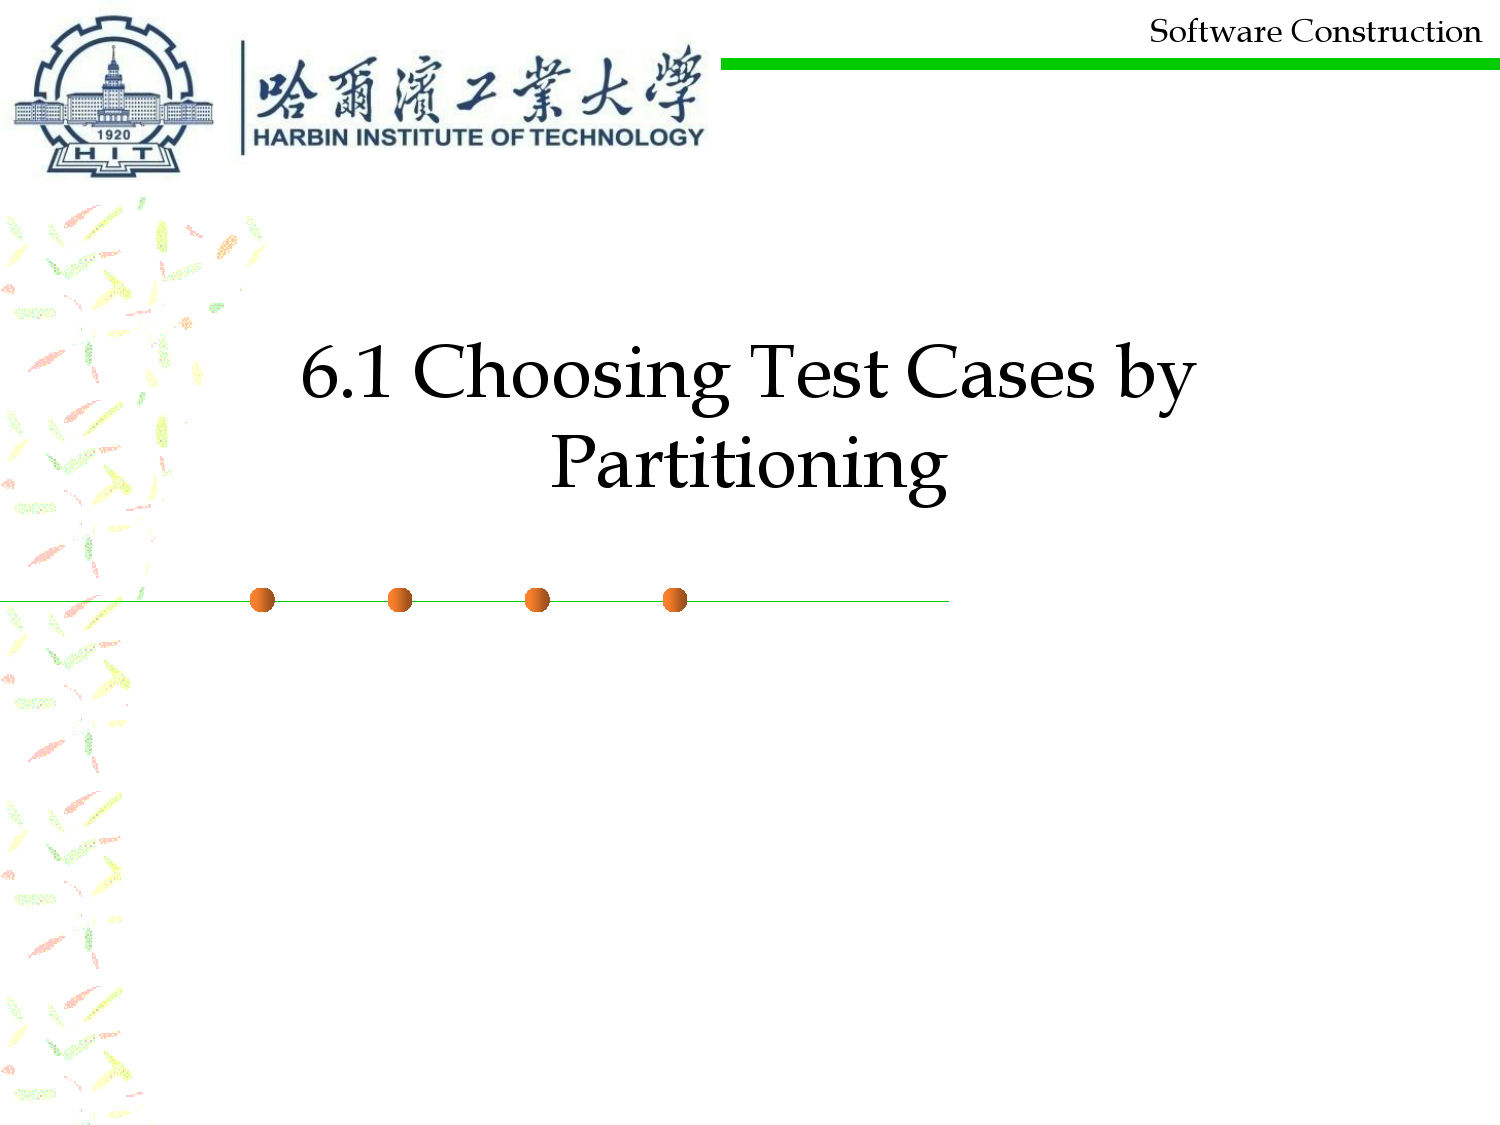 Software Construction
哈爾濱工業大學
HARBIN INSTITUTE OF TECHNOLOGY
1920
HIT
6.1 Choosing Test Cases by
Partitioning